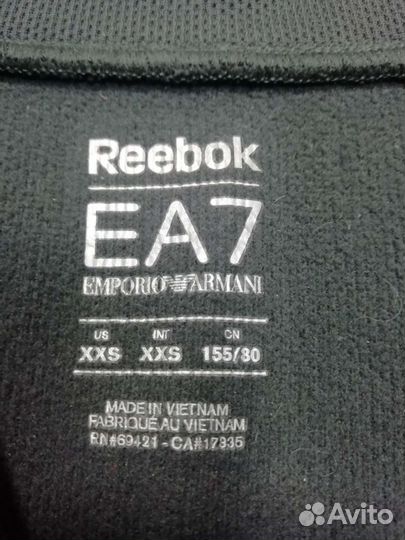 Reebok
EA7
EMPORIO ARMANI
US INT CN
XXS XXS 155/80
MADE IN VIETNAM
FABRIQUÉ AU VIETNAM
RN#69421 - CA#17935
Avito